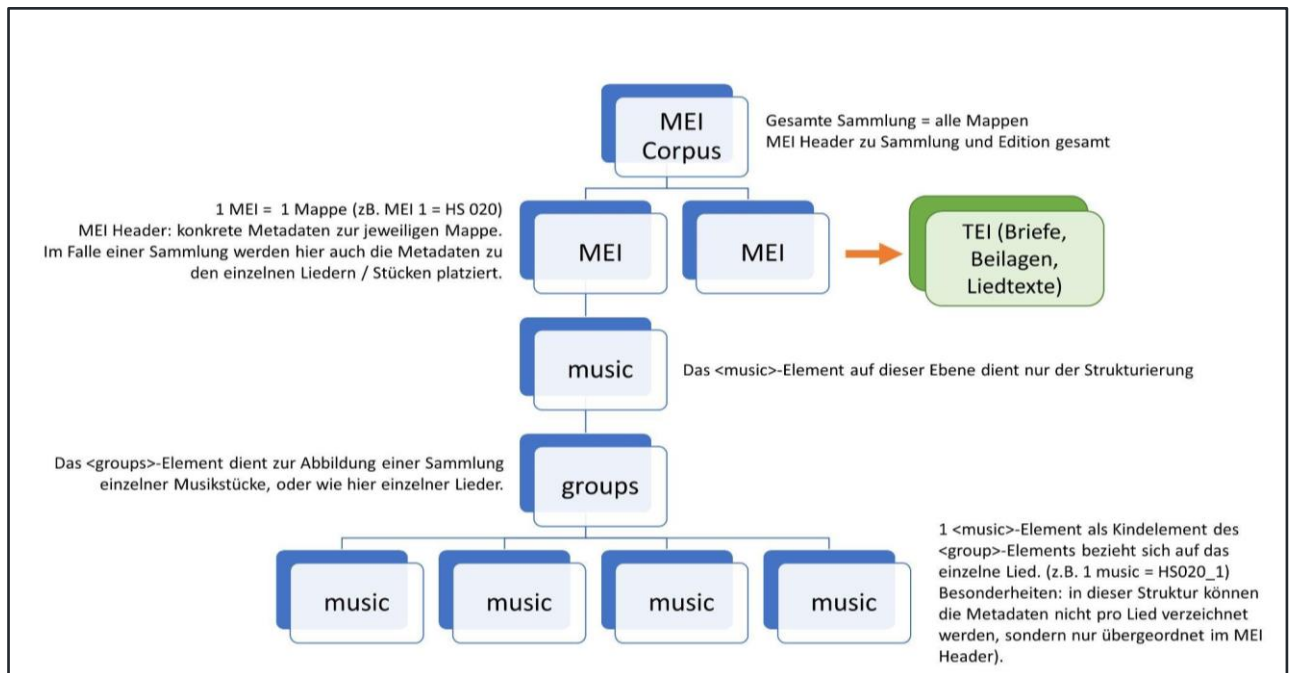 MEI
Corpus
Gesamte Sammlung = alle Mappen
MEI Header zu Sammlung und Edition gesamt
1 MEI =  1 Mappe (zB. MEI 1 = HS 020)
MEI Header: konkrete Metadaten zur jeweiligen Mappe.
Im Falle einer Sammlung werden hier auch die Metadaten zu
den einzelnen Liedern / Stücken platziert.
MEI
MEI
TEI (Briefe,
Beilagen,
Liedtexte)
music
Das <music>-Element auf dieser Ebene dient nur der Strukturierung
Das <groups>-Element dient zur Abbildung einer Sammlung
einzelner Musikstücke, oder wie hier einzelner Lieder.
groups
music
music
music
music
1 <music>-Element als Kindelement des
<group>-Elements bezieht sich auf das
einzelne Lied. (z.B. 1 music = HS020_1)
Besonderheiten: in dieser Struktur können
die Metadaten nicht pro Lied verzeichnet
werden, sondern nur übergeordnet im MEI
Header).